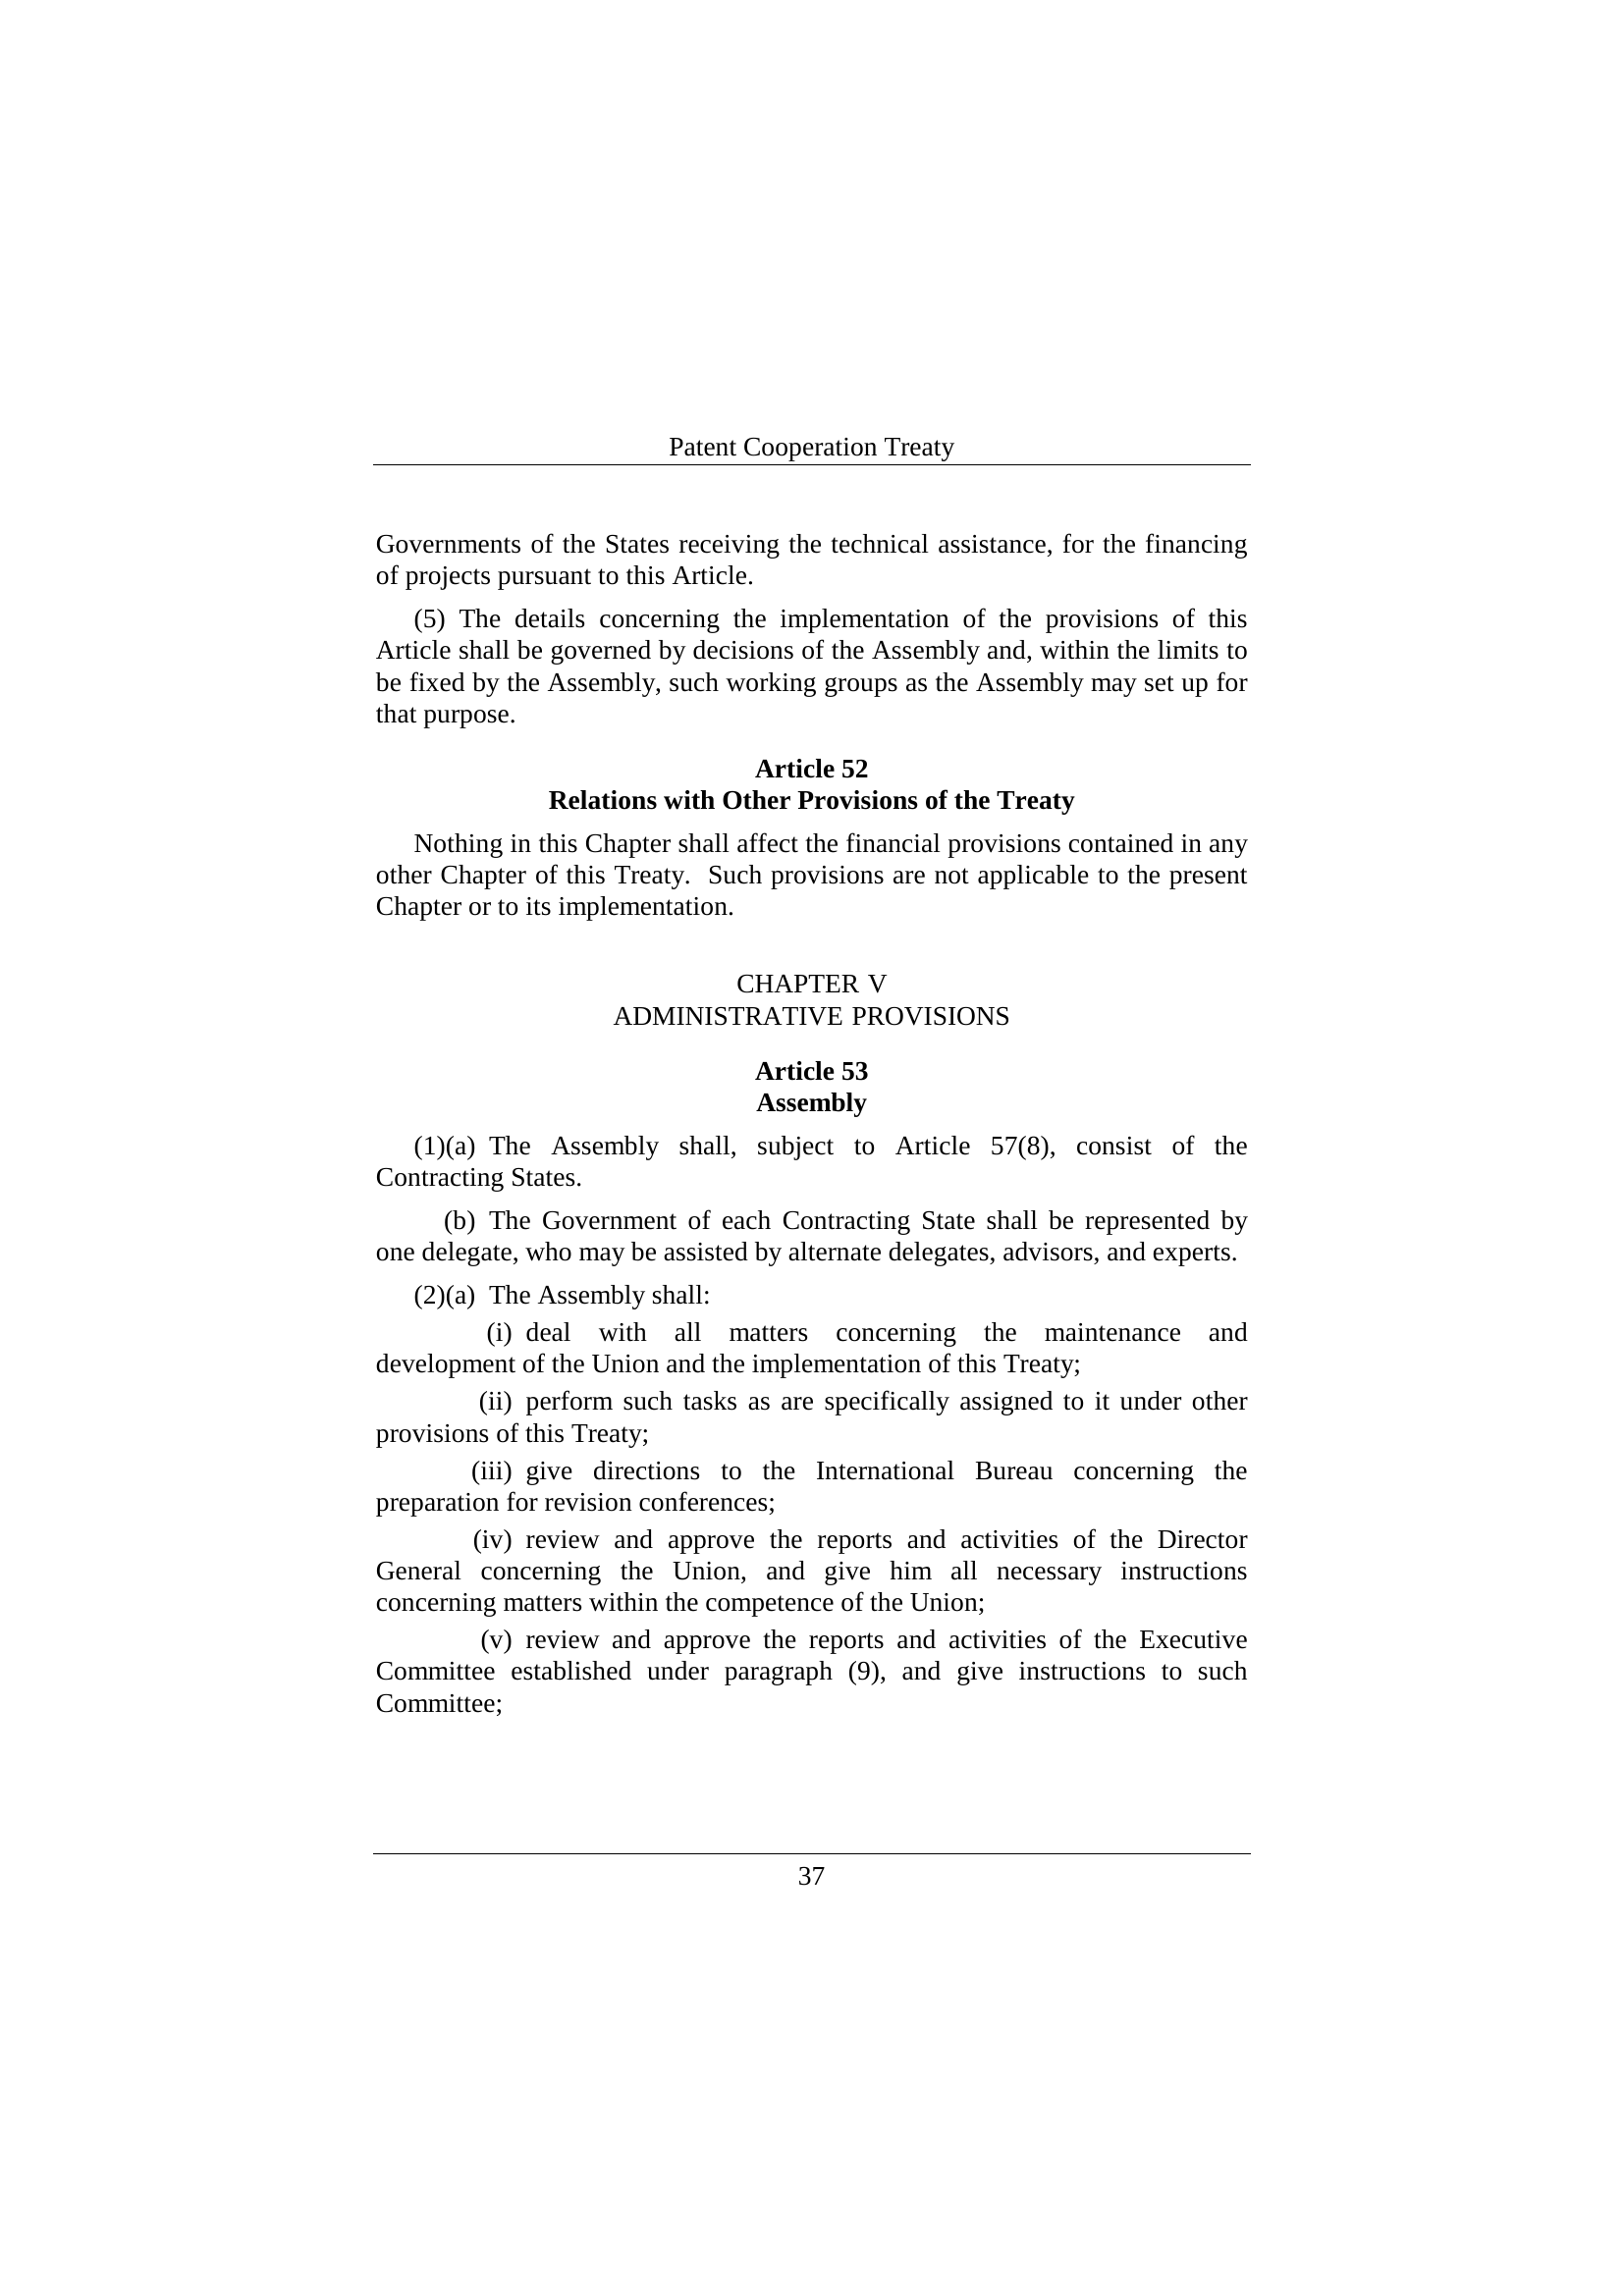 Patent Cooperation Treaty
Governments of the States receiving the technical assistance, for the financing
of projects pursuant to this Article.
(5) The details concerning the implementation of the provisions of this
Article shall be governed by decisions of the Assembly and, within the limits to
be fixed by the Assembly, such working groups as the Assembly may set up for
that purpose.
Article 52
Relations with Other Provisions of the Treaty
Nothing in this Chapter shall affect the financial provisions contained in any
other Chapter of this Treaty. Such provisions are not applicable to the present
Chapter or to its implementation.
CHAPTER V
ADMINISTRATIVE PROVISIONS
Article 53
Assembly
(1)(a) The Assembly shall, subject to Article 57(8), consist of the
Contracting States.
(b) The Government of each Contracting State shall be represented by
one delegate, who may be assisted by alternate delegates, advisors, and experts.
(2)(a) The Assembly shall:
(i) deal with all matters concerning the maintenance and
development of the Union and the implementation of this Treaty;
(ii) perform such tasks as are specifically assigned to it under other
provisions of this Treaty;
(iii) give directions to the International Bureau concerning the
preparation for revision conferences;
(iv) review and approve the reports and activities of the Director
General concerning the Union, and give him all necessary instructions
concerning matters within the competence of the Union;
(v) review and approve the reports and activities of the Executive
Committee established under paragraph (9), and give instructions to such
Committee;
37